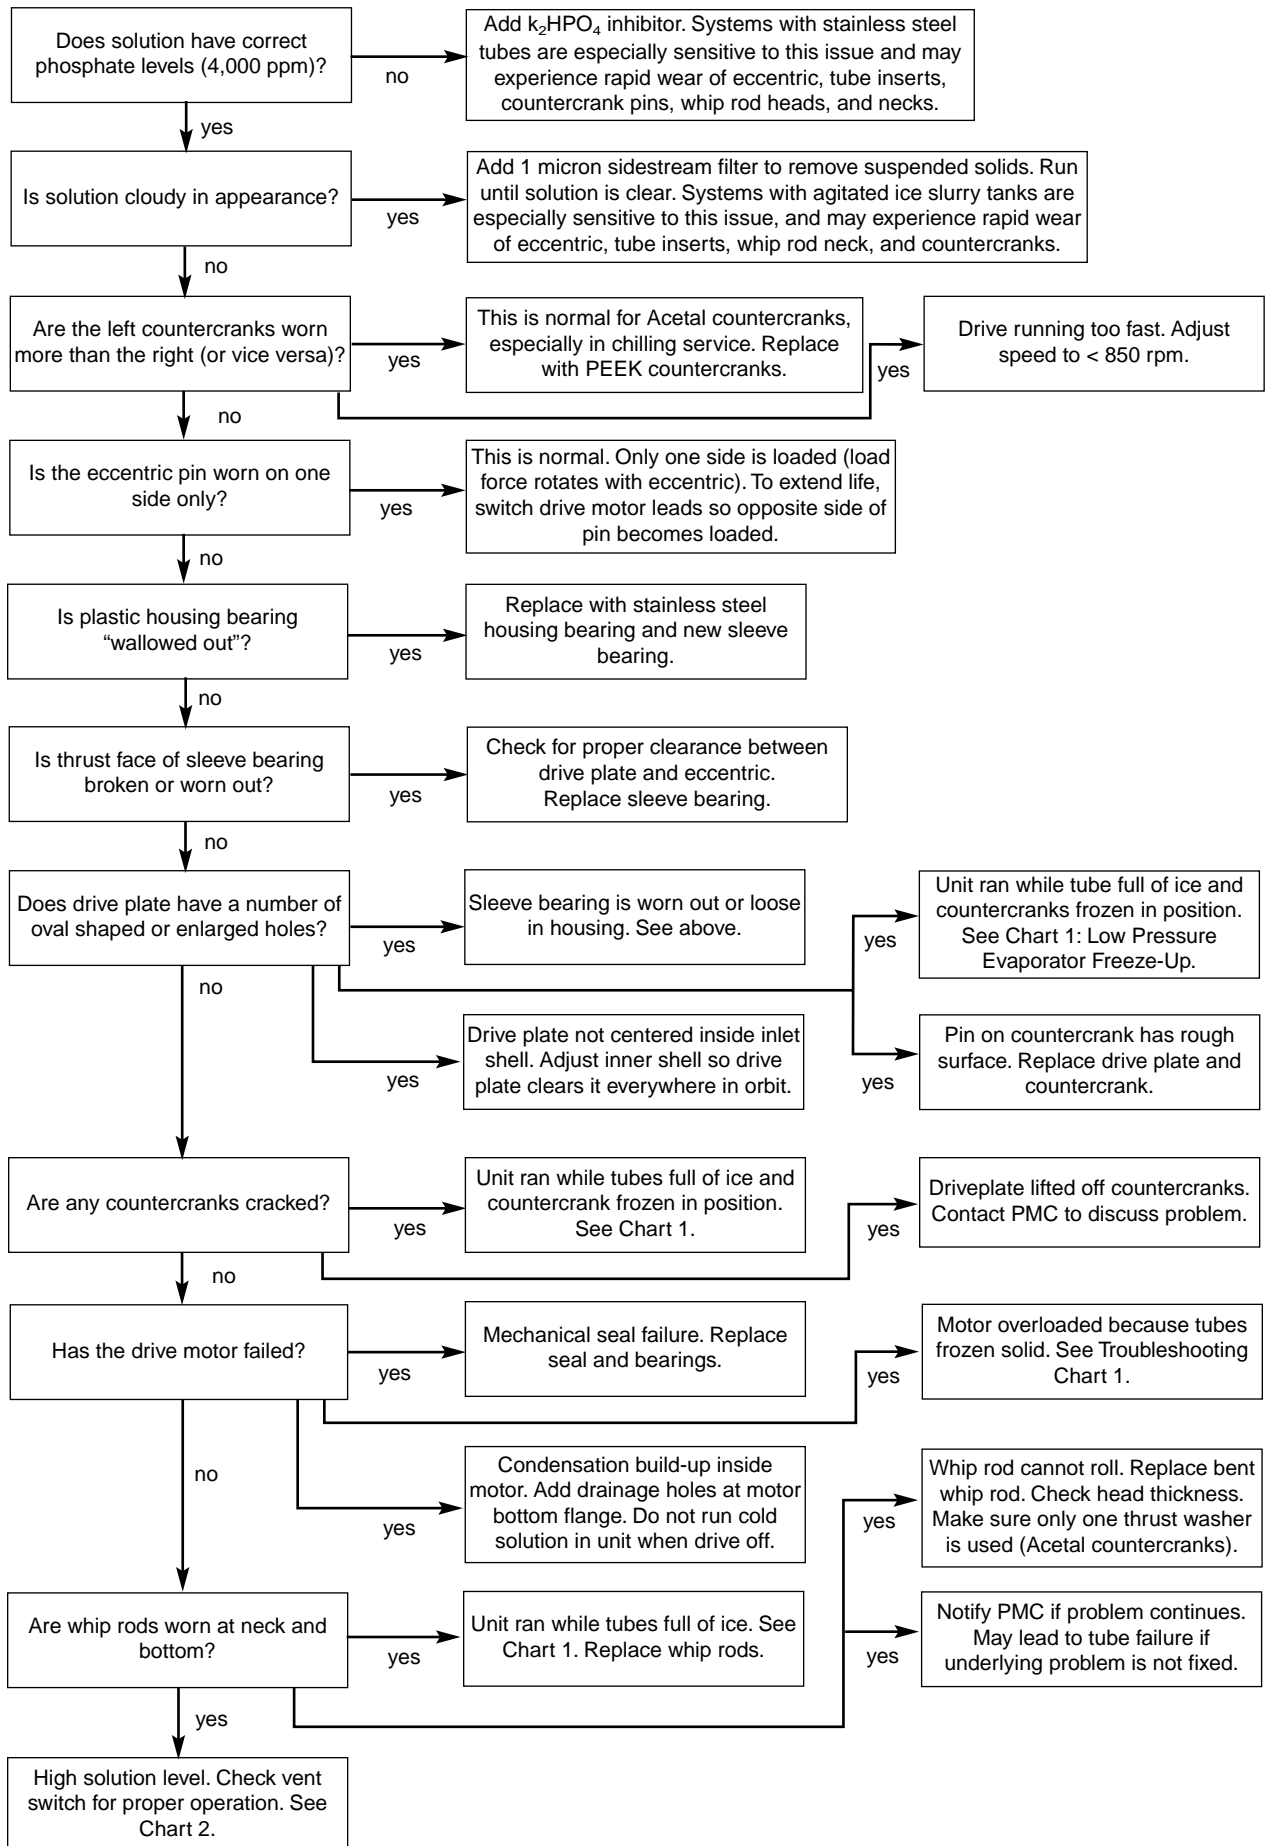 Does solution have correct
phosphate levels (4,000 ppm)?
no
Add k₂HPO₄ inhibitor. Systems with stainless steel
tubes are especially sensitive to this issue and may
experience rapid wear of eccentric, tube inserts,
countercrank pins, whip rod heads, and necks.
yes
Is solution cloudy in appearance?
yes
Add 1 micron sidestream filter to remove suspended solids. Run
until solution is clear. Systems with agitated ice slurry tanks are
especially sensitive to this issue, and may experience rapid wear
of eccentric, tube inserts, whip rod neck, and countercranks.
no
Are the left countercranks worn
more than the right (or vice versa)?
yes
This is normal for Acetal countercranks,
especially in chilling service. Replace
with PEEK countercranks.
yes
Drive running too fast. Adjust
speed to < 850 rpm.
no
Is the eccentric pin worn on one
side only?
yes
This is normal. Only one side is loaded (load
force rotates with eccentric). To extend life,
switch drive motor leads so opposite side of
pin becomes loaded.
no
Is plastic housing bearing
“wallowed out”?
yes
Replace with stainless steel
housing bearing and new sleeve
bearing.
no
Is thrust face of sleeve bearing
broken or worn out?
yes
Check for proper clearance between
drive plate and eccentric.
Replace sleeve bearing.
no
Does drive plate have a number of
oval shaped or enlarged holes?
yes
Sleeve bearing is worn out or loose
in housing. See above.
yes
Unit ran while tube full of ice and
countercranks frozen in position.
See Chart 1: Low Pressure
Evaporator Freeze-Up.
no
yes
Drive plate not centered inside inlet
shell. Adjust inner shell so drive
plate clears it everywhere in orbit.
yes
Pin on countercrank has rough
surface. Replace drive plate and
countercrank.
Are any countercranks cracked?
yes
Unit ran while tubes full of ice and
countercrank frozen in position.
See Chart 1.
yes
Driveplate lifted off countercranks.
Contact PMC to discuss problem.
no
Has the drive motor failed?
yes
Mechanical seal failure. Replace
seal and bearings.
yes
Motor overloaded because tubes
frozen solid. See Troubleshooting
Chart 1.
no
yes
Condensation build-up inside
motor. Add drainage holes at motor
bottom flange. Do not run cold
solution in unit when drive off.
yes
Whip rod cannot roll. Replace bent
whip rod. Check head thickness.
Make sure only one thrust washer
is used (Acetal countercranks).
Are whip rods worn at neck and
bottom?
yes
Unit ran while tubes full of ice. See
Chart 1. Replace whip rods.
yes
Notify PMC if problem continues.
May lead to tube failure if
underlying problem is not fixed.
yes
High solution level. Check vent
switch for proper operation. See
Chart 2.